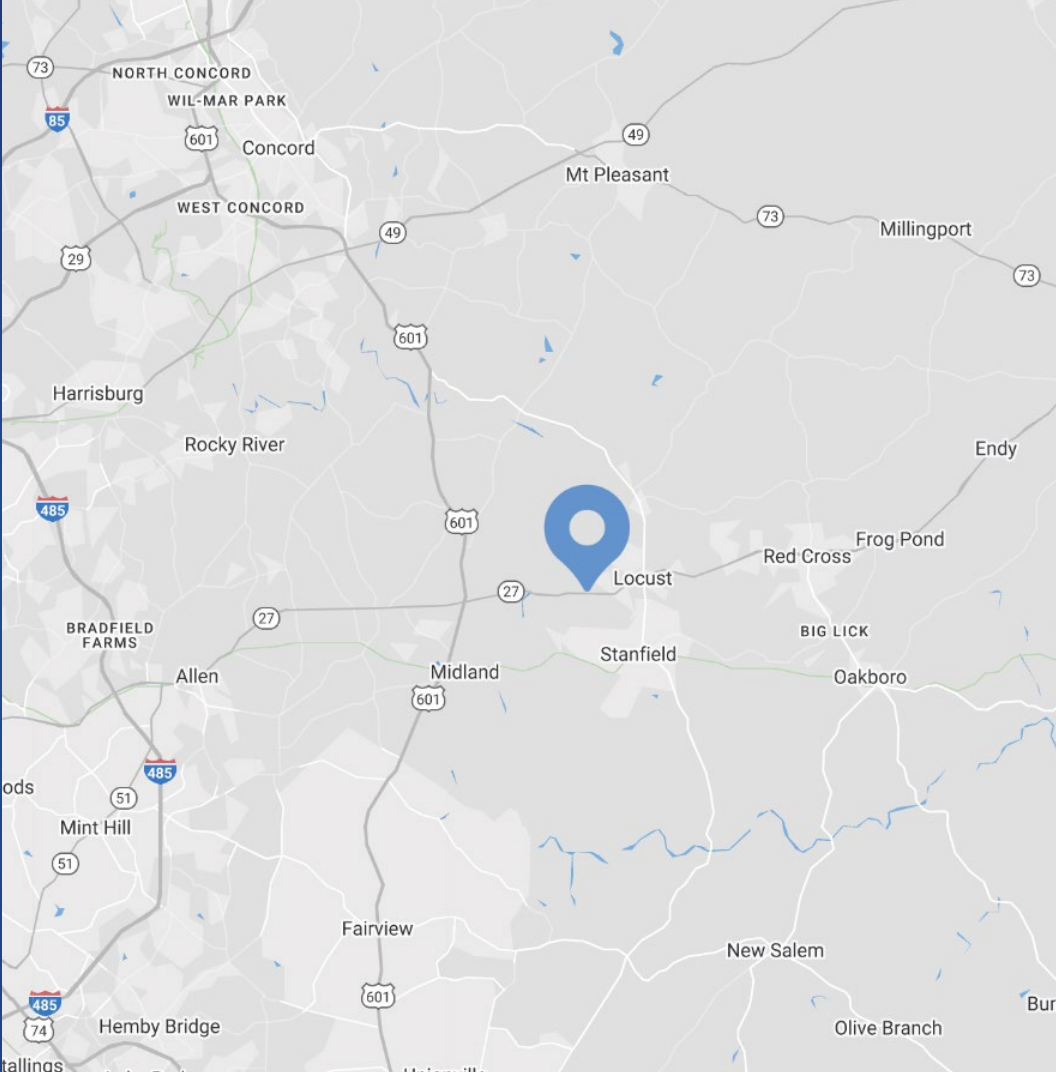 73
NORTH CONCORD
WIL-MAR PARK
85
601
Concord
49
Mt Pleasant
WEST CONCORD
73
Millingport
49
29
73
601
Harrisburg
Rocky River
Endy
485
601
Frog Pond
Red Cross
Locust
27
27
BRADFIELD
FARMS
BIG LICK
Stanfield
Midland
Allen
Oakboro
601
485
ods
51
Mint Hill
51
Fairview
New Salem
601
485
74
Hemby Bridge
Bur
Olive Branch
tallings